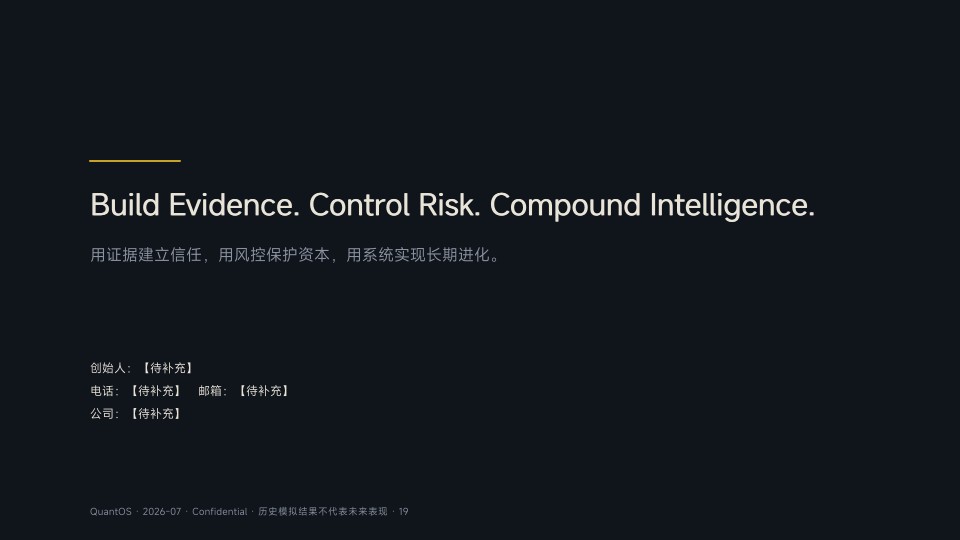 Build Evidence. Control Risk. Compound Intelligence.
用证据建立信任，用风控保护资本，用系统实现长期进化。
创始人：【待补充】
电话：【待补充】 邮箱：【待补充】
公司：【待补充】
QuantOS · 2026-07 · Confidential · 历史模拟结果不代表未来表现 · 19